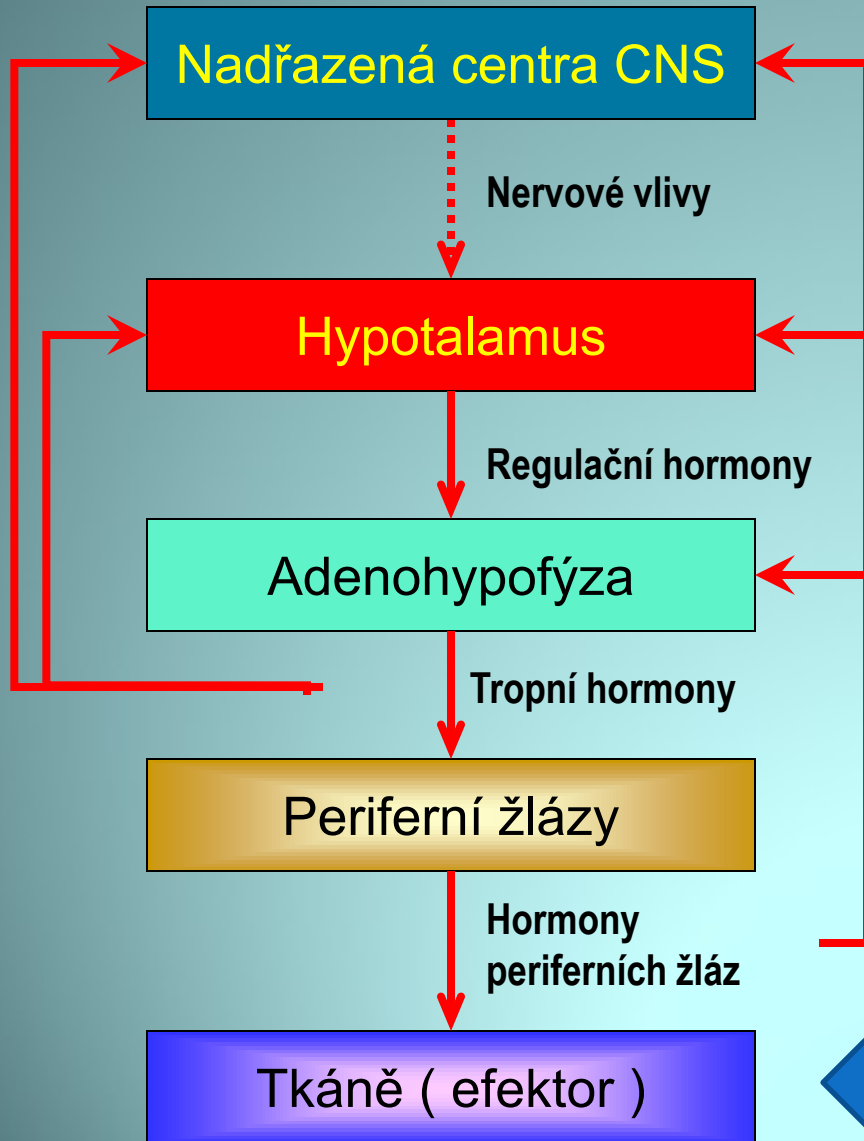 Nadřazená centra CNS
Nervové vlivy
Hypotalamus
Regulační hormony
Adenohypofýza
Tropní hormony
Periferní žlázy
Hormony
periferních žláz
Tkáně ( efektor )